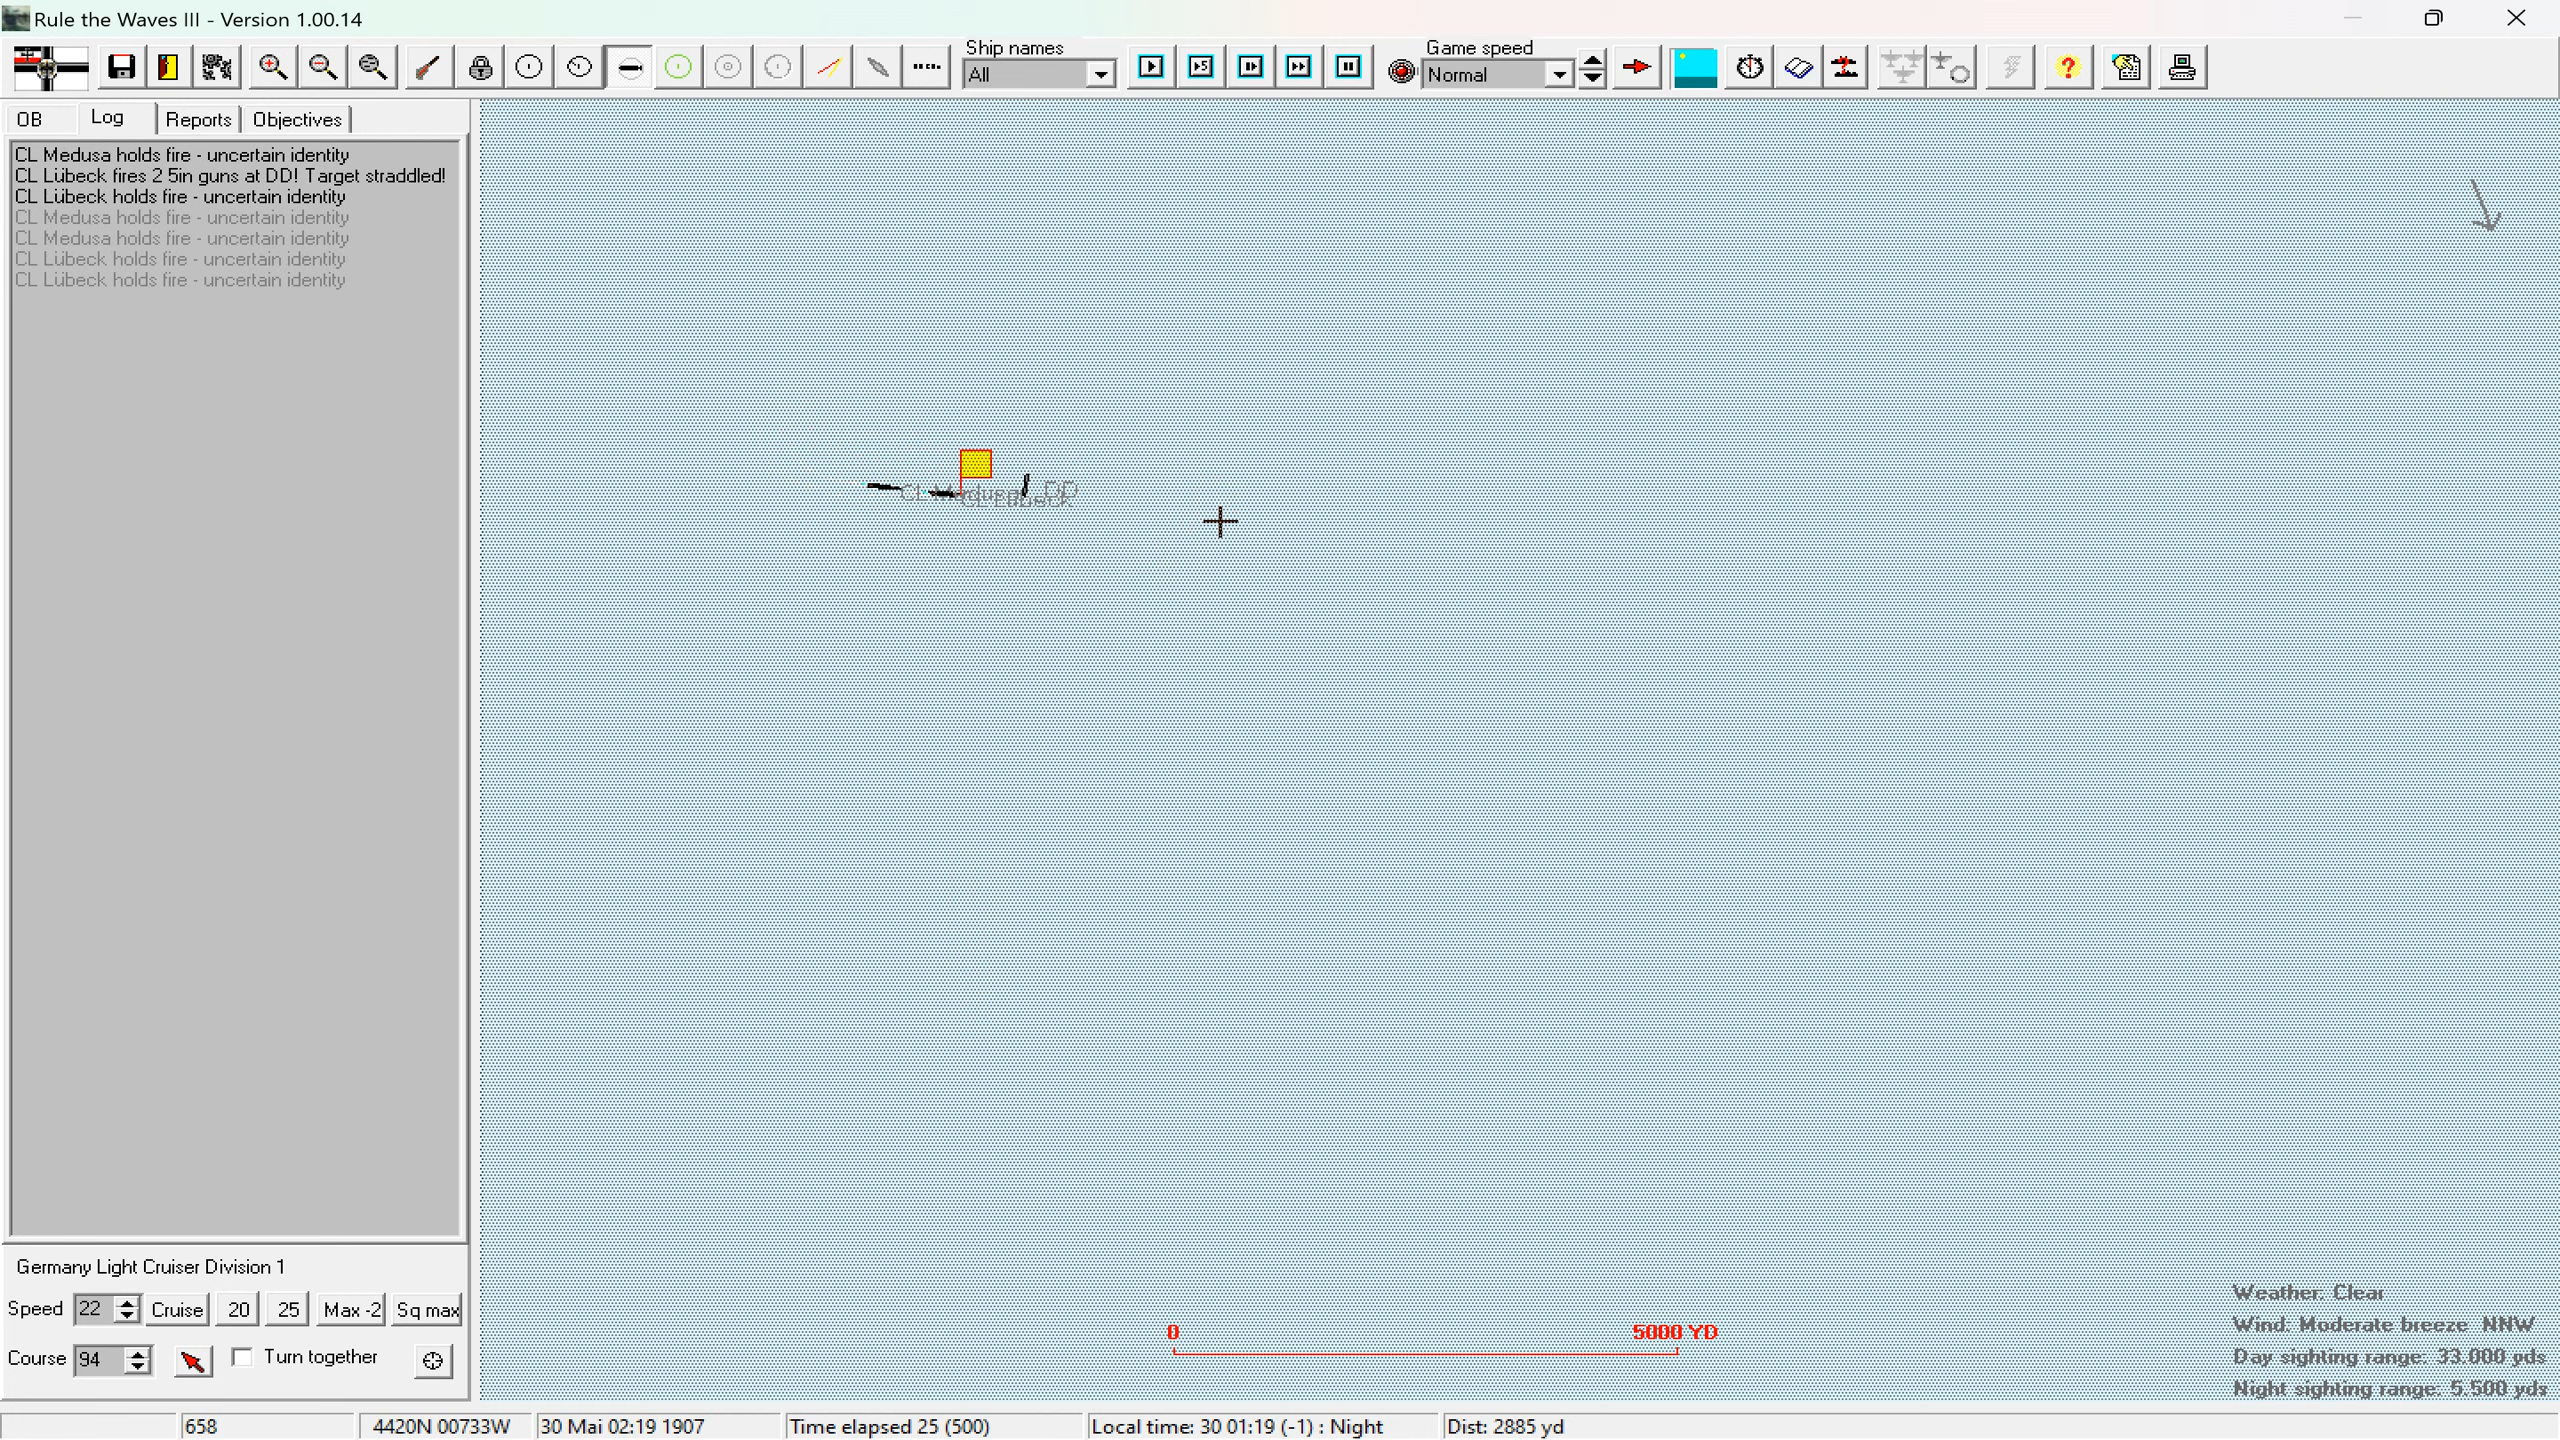 Rule the Waves III - Version 1.00.14
Ship names
All
Game speed
Normal
OB
Log
Reports
Objectives
CL Medusa holds fire - uncertain identity
CL Lübeck fires 2 5in guns at DD! Target straddled!
CL Lübeck holds fire - uncertain identity
CL Medusa holds fire - uncertain identity
CL Medusa holds fire - uncertain identity
CL Lübeck holds fire - uncertain identity
CL Lübeck holds fire - uncertain identity
CL Medusa
DD
CL Lübeck
Germany Light Cruiser Division 1
Speed 22 Cruise 20 25 Max -2 Sq max
Course 94 Turn together
0 5000 YD
Weather: Clear
Wind: Moderate breeze NNW
Day sighting range: 33.000 yds
Night sighting range: 5.500 yds
658
4420N 00733W
30 Mai 02:19 1907
Time elapsed 25 (500)
Local time: 30 01:19 (-1) : Night
Dist: 2885 yd